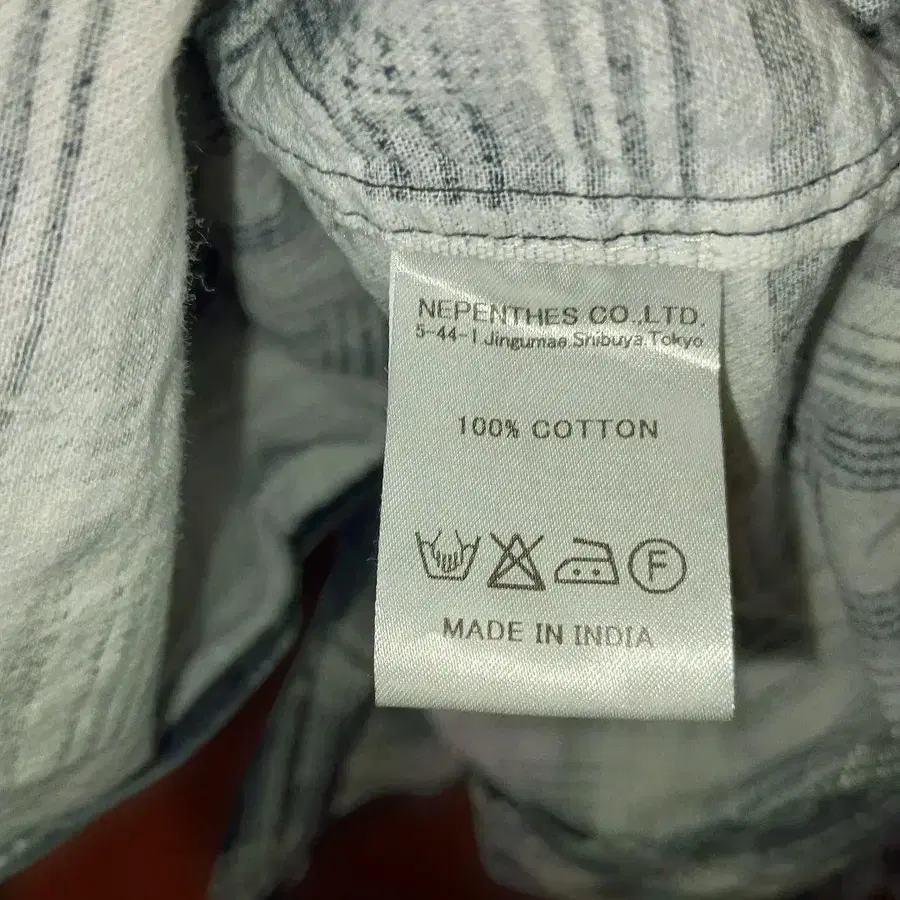 NEPENTHES CO.,LTD.
5-44-1 Jingumae,Shibuya,Tokyo
100% COTTON
F
MADE IN INDIA